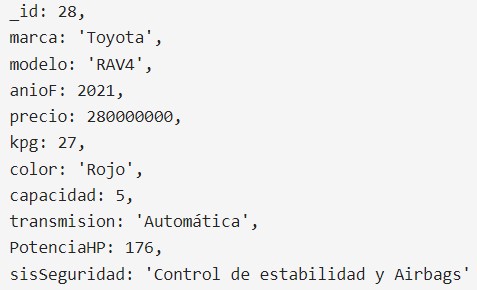 _id: 28,
marca: 'Toyota',
modelo: 'RAV4',
anioF: 2021,
precio: 280000000,
kpg: 27,
color: 'Rojo',
capacidad: 5,
transmision: 'Automática',
PotenciaHP: 176,
sisSeguridad: 'Control de estabilidad y Airbags'